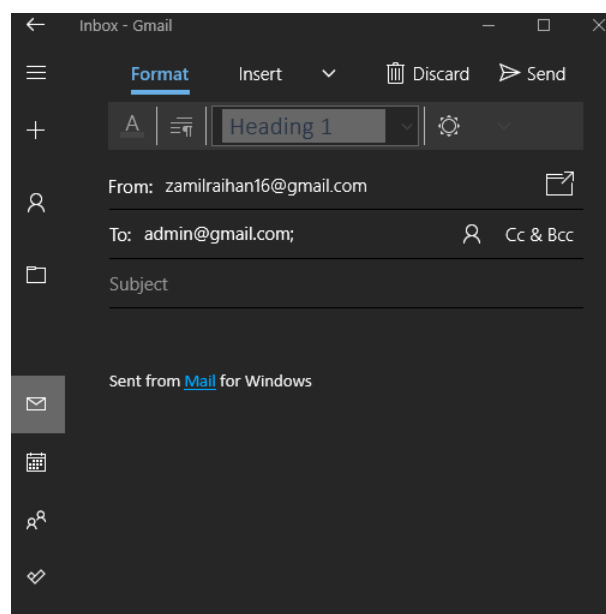 Inbox - Gmail
Format Insert Discard Send
A Heading 1
From: zamilraihan16@gmail.com
To: admin@gmail.com; Cc & Bcc
Subject
Sent from Mail for Windows